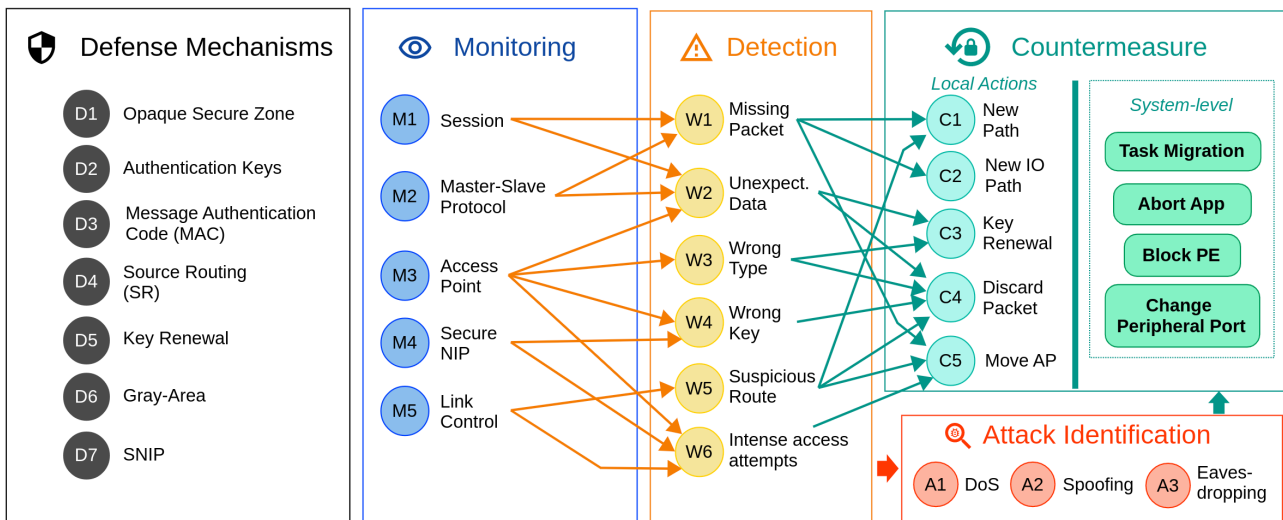 Defense Mechanisms
D1
Opaque Secure Zone
D2
Authentication Keys
D3
Message Authentication
Code (MAC)
D4
Source Routing
(SR)
D5
Key Renewal
D6
Gray-Area
D7
SNIP
Monitoring
M1
Session
M2
Master-Slave
Protocol
M3
Access
Point
M4
Secure
NIP
M5
Link
Control
Detection
W1
Missing
Packet
W2
Unexpect.
Data
W3
Wrong
Type
W4
Wrong
Key
W5
Suspicious
Route
W6
Intense access
attempts
Countermeasure
Local Actions
C1
New
Path
C2
New IO
Path
C3
Key
Renewal
C4
Discard
Packet
C5
Move AP
System-level
Task Migration
Abort App
Block PE
Change
Peripheral Port
Attack Identification
A1
DoS
A2
Spoofing
A3
Eaves-
dropping